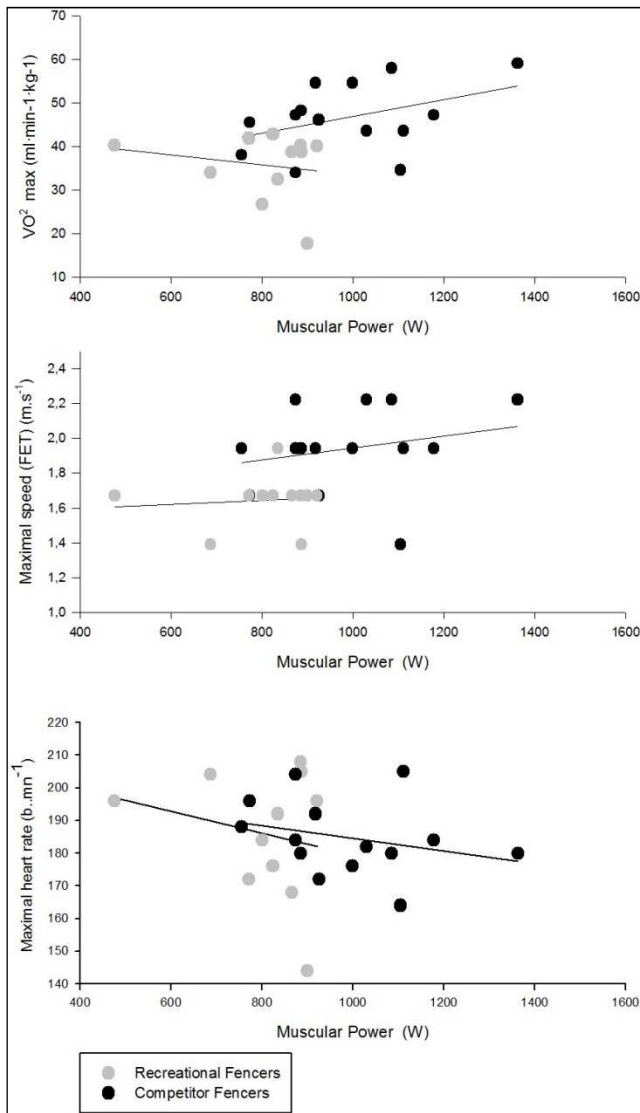 VO² max (ml·min-1·kg-1)
70
60
50
40
30
20
10
400 600 800 1000 1200 1400 1600
Muscular Power (W)
Maximal speed (FET) (m.s⁻¹)
2,4
2,2
2,0
1,8
1,6
1,4
1,2
1,0
400 600 800 1000 1200 1400 1600
Muscular Power (W)
Maximal heart rate (b..mn⁻¹)
220
210
200
190
180
170
160
150
140
400 600 800 1000 1200 1400 1600
Muscular Power (W)
Recreational Fencers
Competitor Fencers